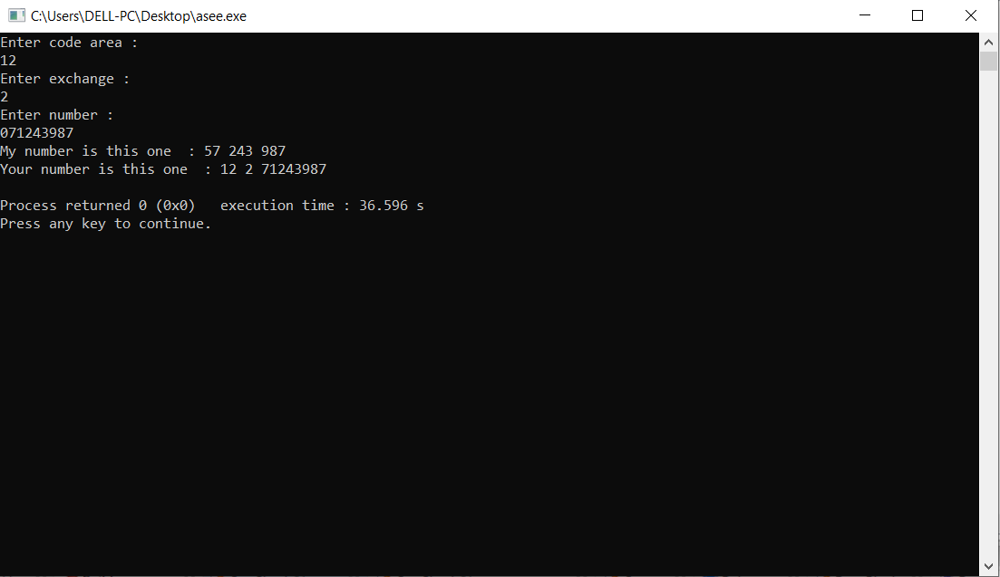 C:\Users\DELL-PC\Desktop\asee.exe
Enter code area :
12
Enter exchange :
2
Enter number :
071243987
My number is this one  : 57 243 987
Your number is this one  : 12 2 71243987
Process returned 0 (0x0)   execution time : 36.596 s
Press any key to continue.